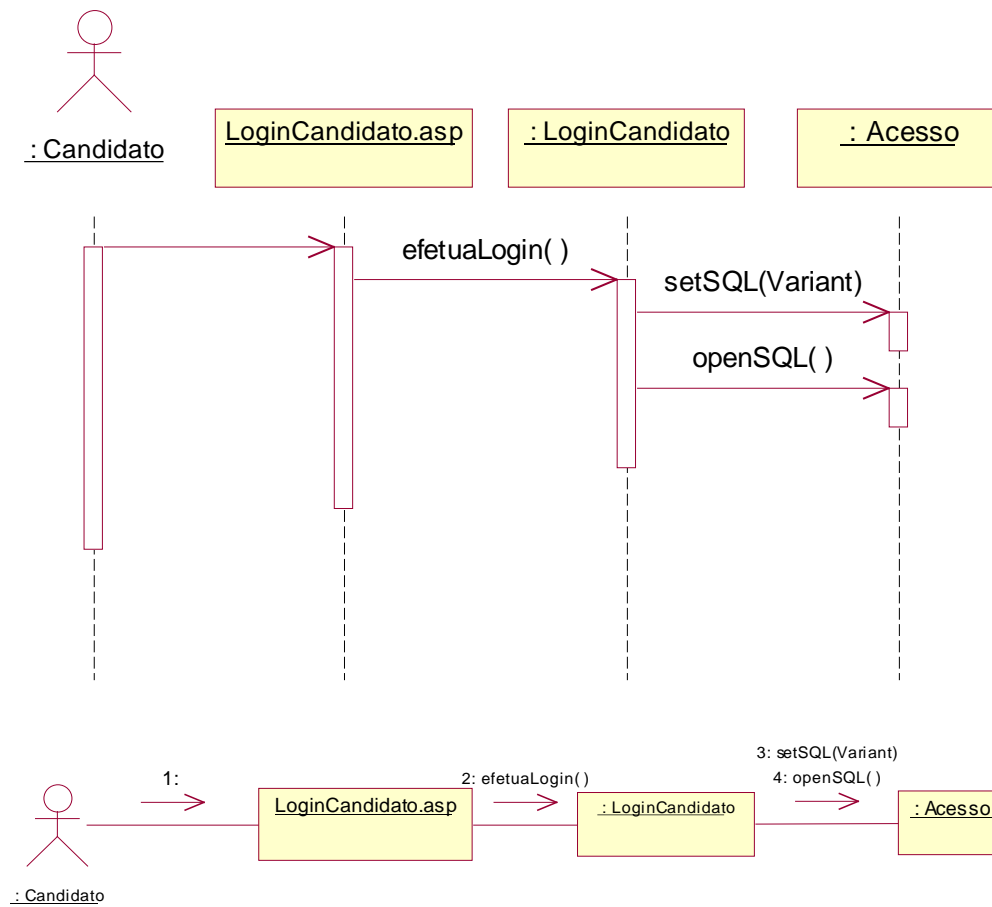 : Candidato
LoginCandidato.asp
: LoginCandidato
: Acesso
efetuaLogin( )
setSQL(Variant)
openSQL( )
1:
2: efetuaLogin( )
3: setSQL(Variant)
4: openSQL( )
LoginCandidato.asp
: LoginCandidato
: Acesso
: Candidato